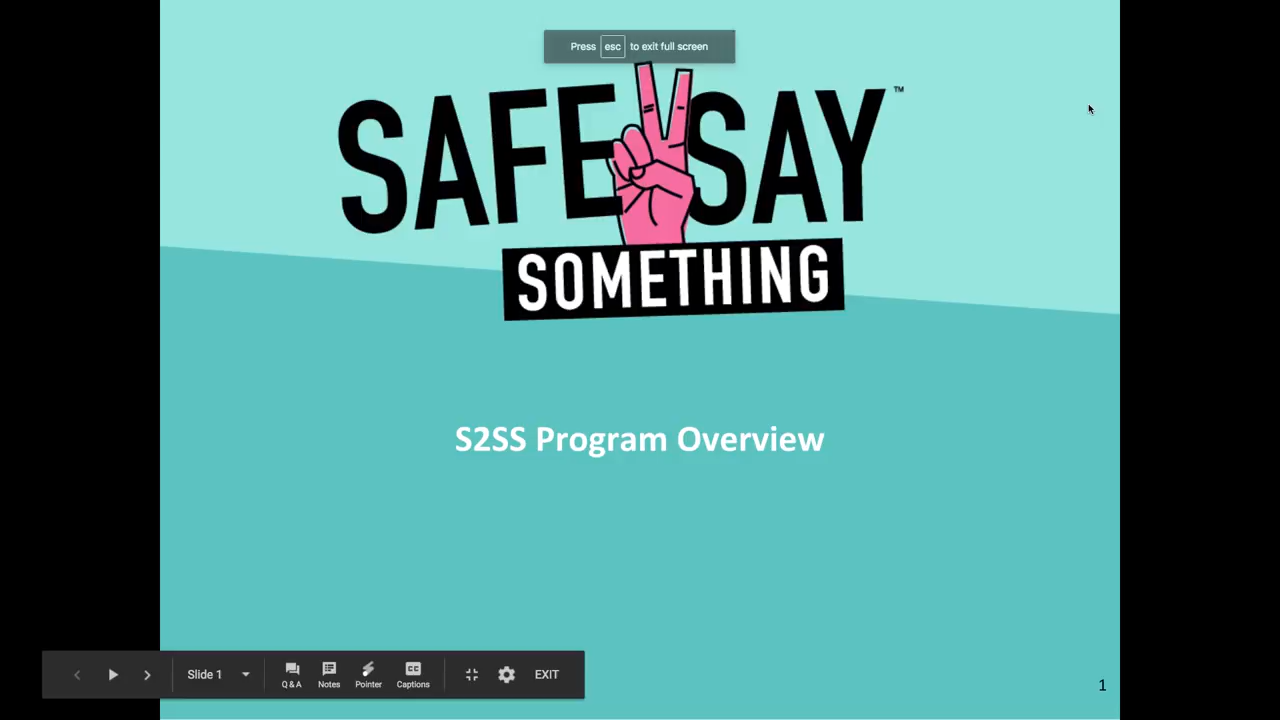 Press esc to exit full screen
SAFE SAY ™
SOMETHING
S2SS Program Overview
Slide 1 Q & A Notes Pointer CC Captions EXIT
1